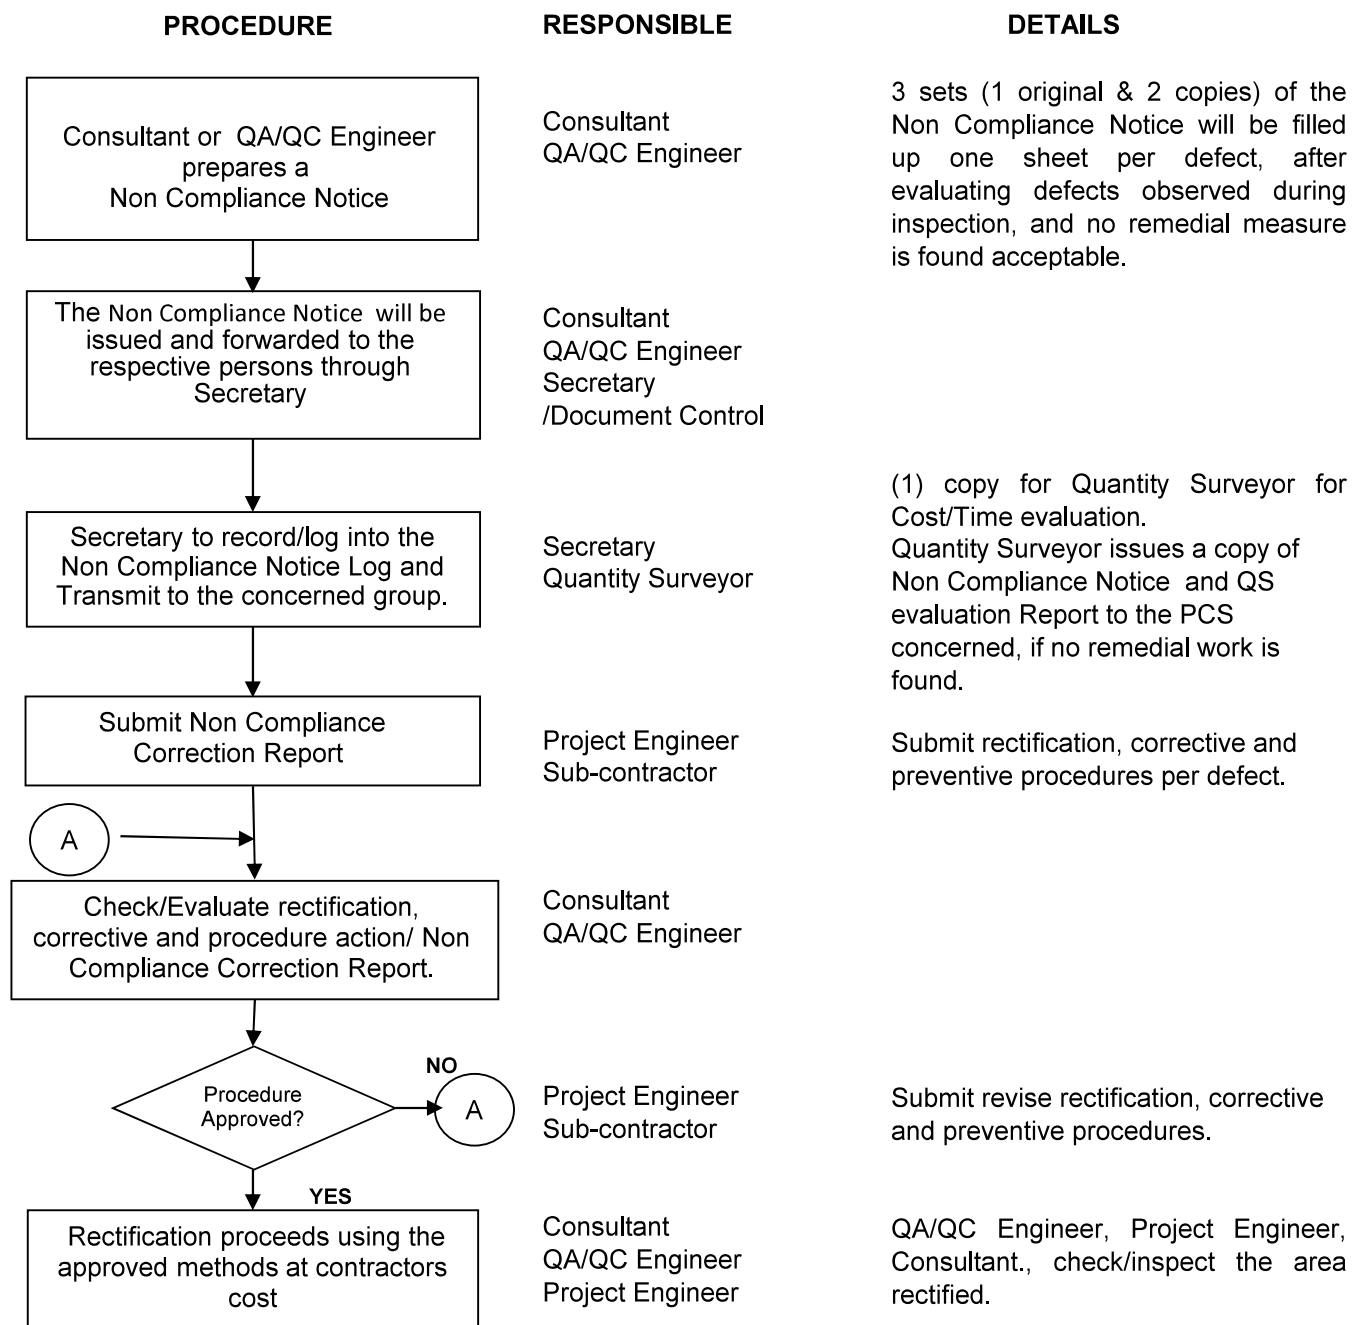 PROCEDURE RESPONSIBLE DETAILS
Consultant or QA/QC Engineer
prepares a
Non Compliance Notice
Consultant
QA/QC Engineer
3 sets (1 original & 2 copies) of the
Non Compliance Notice will be filled
up one sheet per defect, after
evaluating defects observed during
inspection, and no remedial measure
is found acceptable.
The Non Compliance Notice will be
issued and forwarded to the
respective persons through
Secretary
Consultant
QA/QC Engineer
Secretary
/Document Control
Secretary to record/log into the
Non Compliance Notice Log and
Transmit to the concerned group.
Secretary
Quantity Surveyor
(1) copy for Quantity Surveyor for
Cost/Time evaluation.
Quantity Surveyor issues a copy of
Non Compliance Notice and QS
evaluation Report to the PCS
concerned, if no remedial work is
found.
Submit Non Compliance
Correction Report
Project Engineer
Sub-contractor
Submit rectification, corrective and
preventive procedures per defect.
A
Check/Evaluate rectification,
corrective and procedure action/ Non
Compliance Correction Report.
Consultant
QA/QC Engineer
Procedure
Approved?
NO
A
Project Engineer
Sub-contractor
Submit revise rectification, corrective
and preventive procedures.
YES
Rectification proceeds using the
approved methods at contractors
cost
Consultant
QA/QC Engineer
Project Engineer
QA/QC Engineer, Project Engineer,
Consultant., check/inspect the area
rectified.